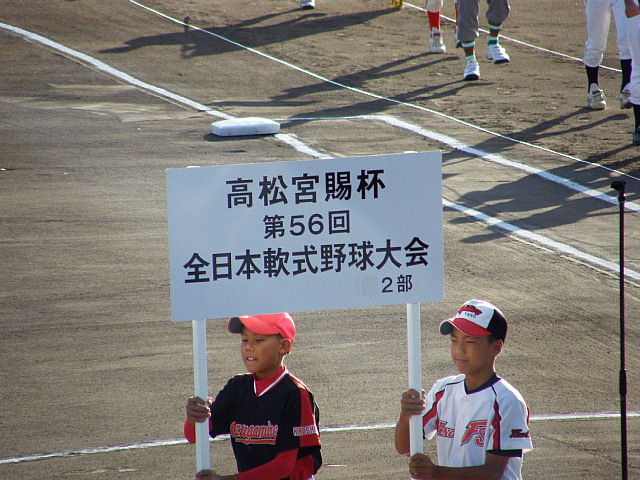 高松宮賜杯
第56回
全日本軟式野球大会
2部